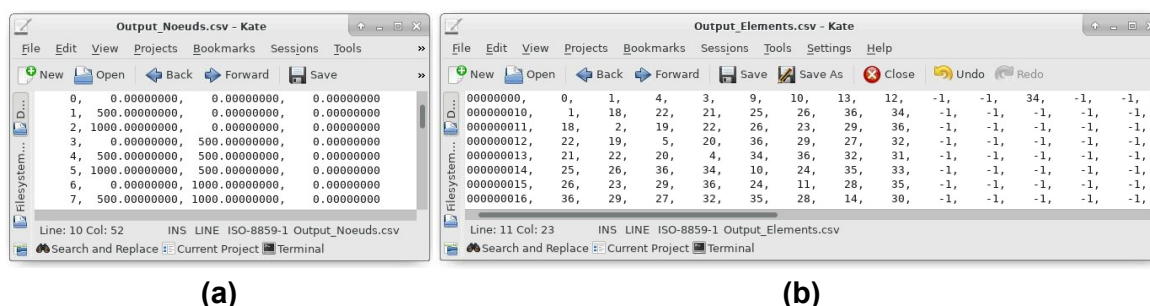 Output_Noeuds.csv – Kate
File Edit View Projects Bookmarks Sessions Tools »
New Open Back Forward Save »
D...
Filesystem...
0, 0.00000000, 0.00000000, 0.00000000
1, 500.00000000, 0.00000000, 0.00000000
2, 1000.00000000, 0.00000000, 0.00000000
3, 0.00000000, 500.00000000, 0.00000000
4, 500.00000000, 500.00000000, 0.00000000
5, 1000.00000000, 500.00000000, 0.00000000
6, 0.00000000, 1000.00000000, 0.00000000
7, 500.00000000, 1000.00000000, 0.00000000
Line: 10 Col: 52 INS LINE ISO-8859-1 Output_Noeuds.csv
Search and Replace Current Project Terminal
(a)
Output_Elements.csv – Kate
File Edit View Projects Bookmarks Sessions Tools Settings Help
New Open Back Forward Save Save As Close Undo Redo
D...
Filesystem...
00000000, 0, 1, 4, 3, 9, 10, 13, 12, -1, -1, 34, -1, -1,
000000010, 1, 18, 22, 21, 25, 26, 36, 34, -1, -1, -1, -1, -1,
000000011, 18, 2, 19, 22, 26, 23, 29, 36, -1, -1, -1, -1, -1,
000000012, 22, 19, 5, 20, 36, 29, 27, 32, -1, -1, -1, -1, -1,
000000013, 21, 22, 20, 4, 34, 36, 32, 31, -1, -1, -1, -1, -1,
000000014, 25, 26, 36, 34, 10, 24, 35, 33, -1, -1, -1, -1, -1,
000000015, 26, 23, 29, 36, 24, 11, 28, 35, -1, -1, -1, -1, -1,
000000016, 36, 29, 27, 32, 35, 28, 14, 30, -1, -1, -1, -1, -1,
Line: 11 Col: 23 INS LINE ISO-8859-1 Output_Elements.csv
Search and Replace Current Project Terminal
(b)